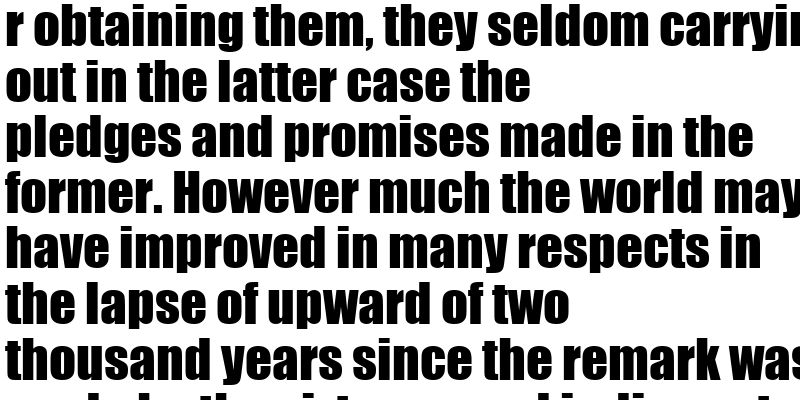 r obtaining them, they seldom carryin
out in the latter case the
pledges and promises made in the
former. However much the world may
have improved in many respects in
the lapse of upward of two
thousand years since the remark was